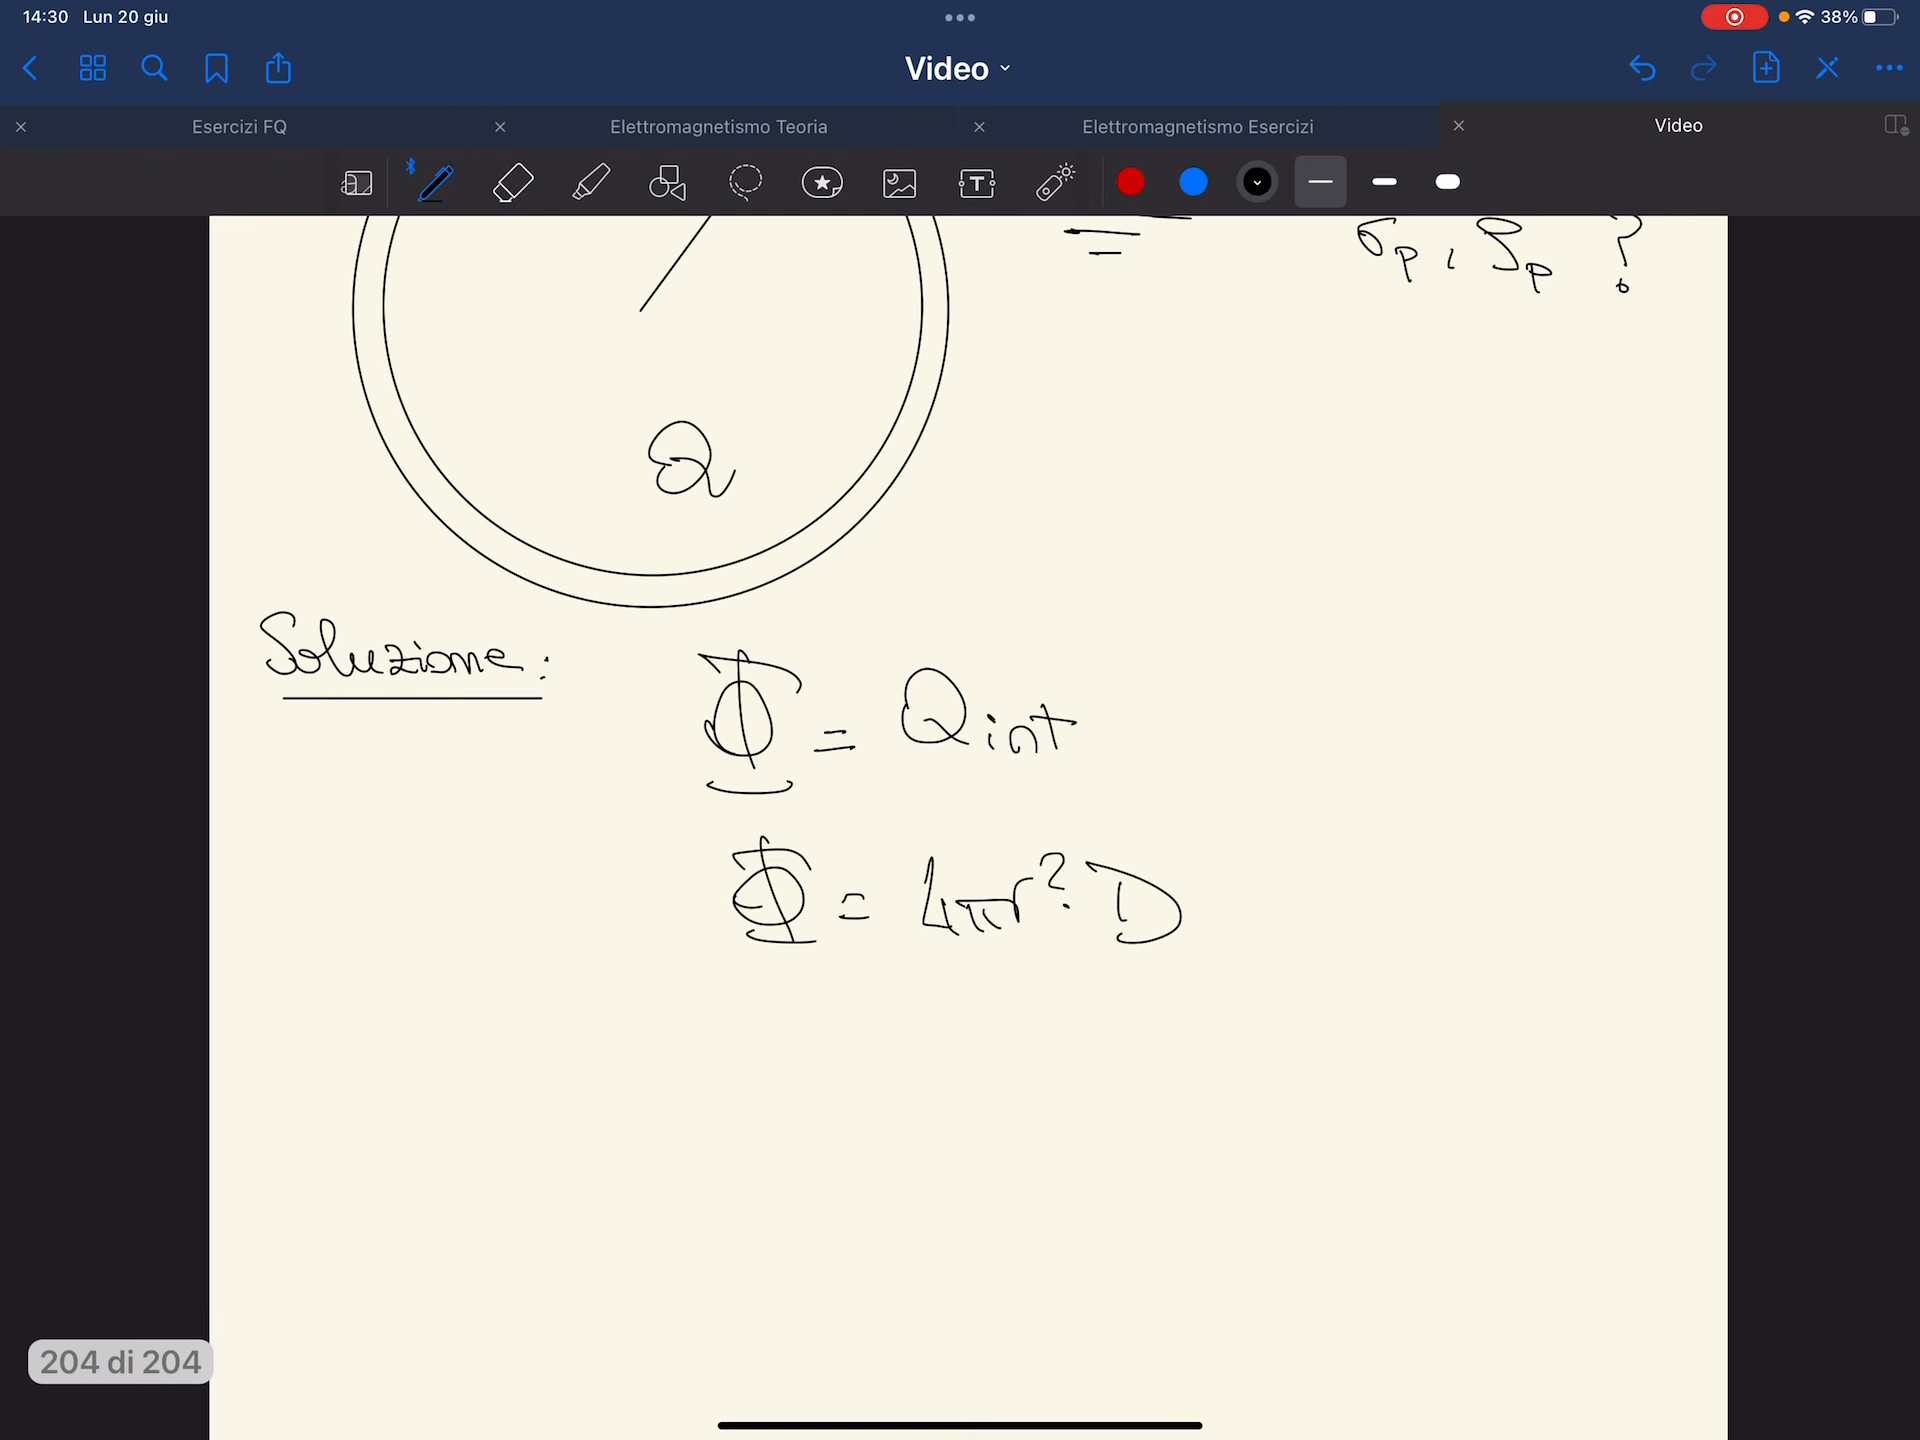 14:30 Lun 20 giu
38%
Video
Esercizi FQ
Elettromagnetismo Teoria
Elettromagnetismo Esercizi
Video
T
σp, ρp ?
Q
Soluzione:
Φ = Qint
Φ = 4πr² D
204 di 204